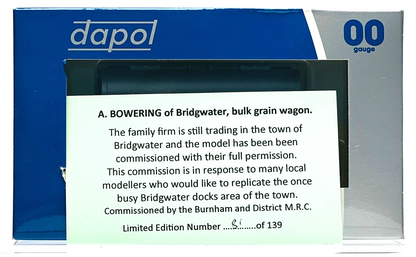 dapol
00
gauge
A. BOWERING of Bridgwater, bulk grain wagon.
The family firm is still trading in the town of
Bridgwater and the model has been been
commissioned with their full permission.
This commission is in response to many local
modellers who would like to replicate the once
busy Bridgwater docks area of the town.
Commissioned by the Burnham and District M.R.C.
Limited Edition Number ............of 139